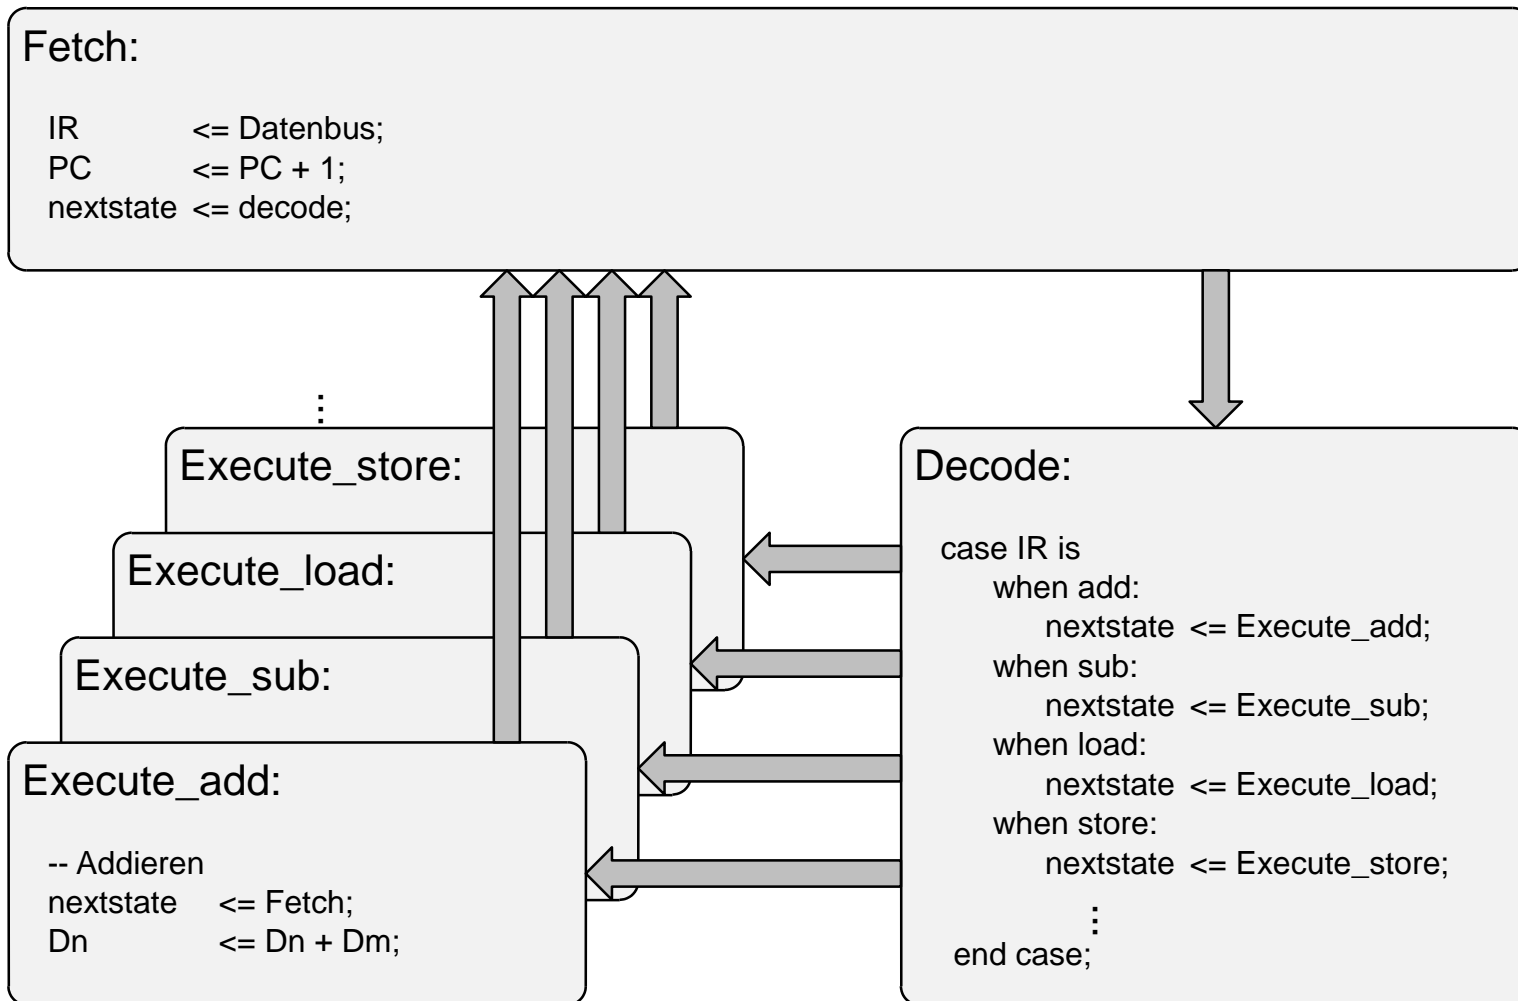 Fetch:
IR <= Datenbus;
PC <= PC + 1;
nextstate <= decode;
⋮
Execute_store:
Execute_load:
Execute_sub:
Execute_add:
-- Addieren
nextstate <= Fetch;
Dn <= Dn + Dm;
Decode:
case IR is
when add:
nextstate <= Execute_add;
when sub:
nextstate <= Execute_sub;
when load:
nextstate <= Execute_load;
when store:
nextstate <= Execute_store;
⋮
end case;